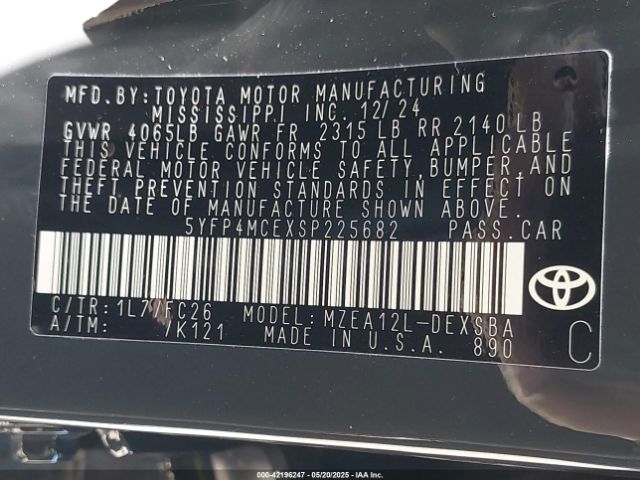 MFD.BY:TOYOTA MOTOR MANUFACTURING
MISSISSIPPI INC. 12/24
GVWR 4065LB GAWR FR 2315 LB RR 2140 LB
THIS VEHICLE CONFORMS TO ALL APPLICABLE
FEDERAL MOTOR VEHICLE SAFETY,BUMPER,AND
THEFT PREVENTION STANDARDS IN EFFECT ON
THE DATE OF MANUFACTURE SHOWN ABOVE.
5YFP4MCEXSP225682 PASS.CAR
C/TR: 1L7/FC26 MODEL: MZEA12L-DEXSBA
A/TM: /K121 MADE IN U.S.A. 890 C
000-42196247 — 05/20/2025 — IAA Inc.